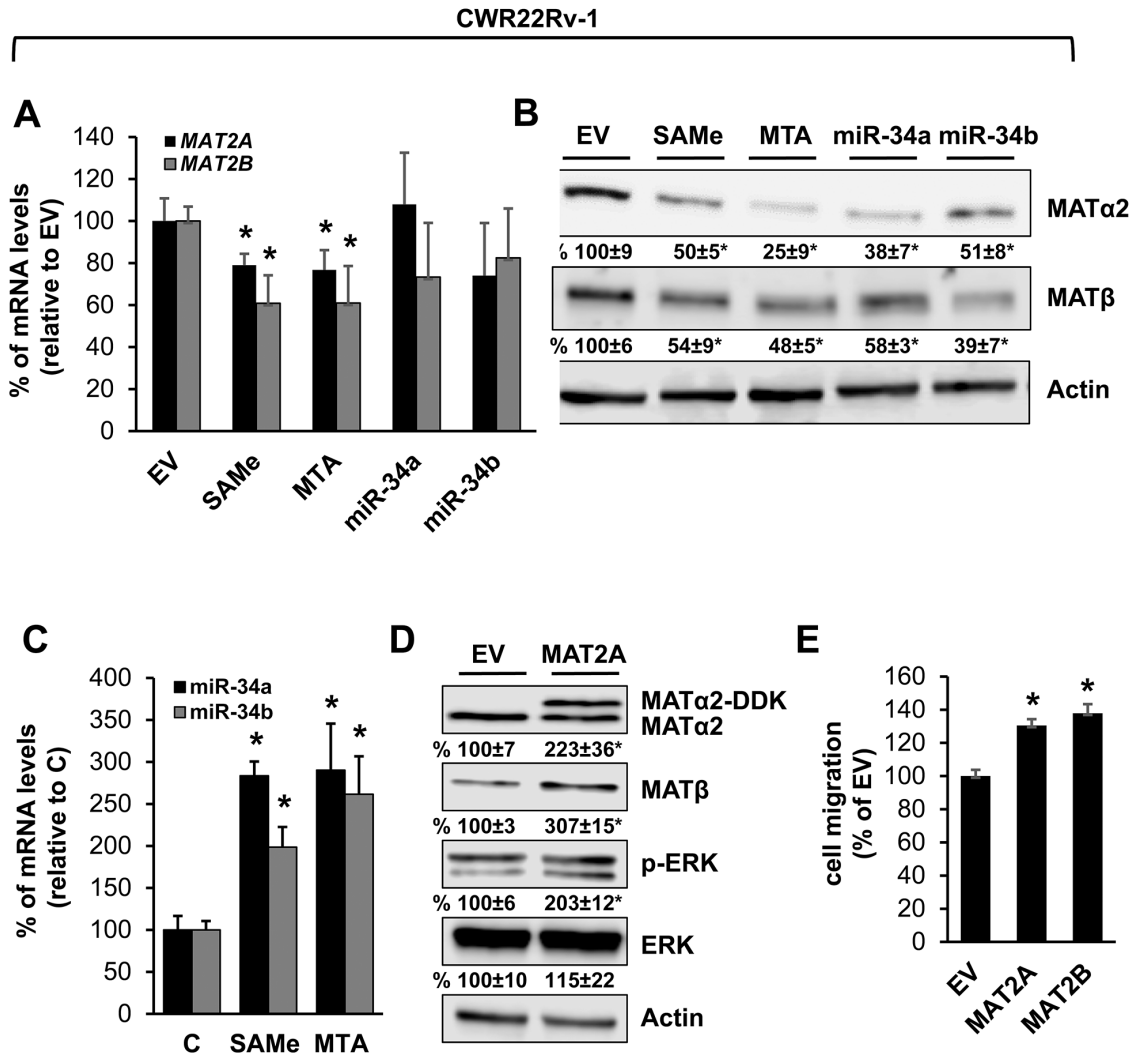 CWR22Rv-1
A
% of mRNA levels
(relative to EV)
140
120
100
80
60
40
20
0
MAT2A
MAT2B
* * * *
EV SAMe MTA miR-34a miR-34b
B
EV SAMe MTA miR-34a miR-34b
MATα2
% 100±9 50±5* 25±9* 38±7* 51±8*
MATβ
% 100±6 54±9* 48±5* 58±3* 39±7*
Actin
C
% of mRNA levels
(relative to C)
400
350
300
250
200
150
100
50
0
miR-34a
miR-34b
* * * *
C SAMe MTA
D
EV MAT2A
MATα2-DDK
MATα2
% 100±7 223±36*
MATβ
% 100±3 307±15*
p-ERK
% 100±6 203±12*
ERK
% 100±10 115±22
Actin
E
cell migration
(% of EV)
160
140
120
100
80
60
40
20
0
* *
EV MAT2A MAT2B